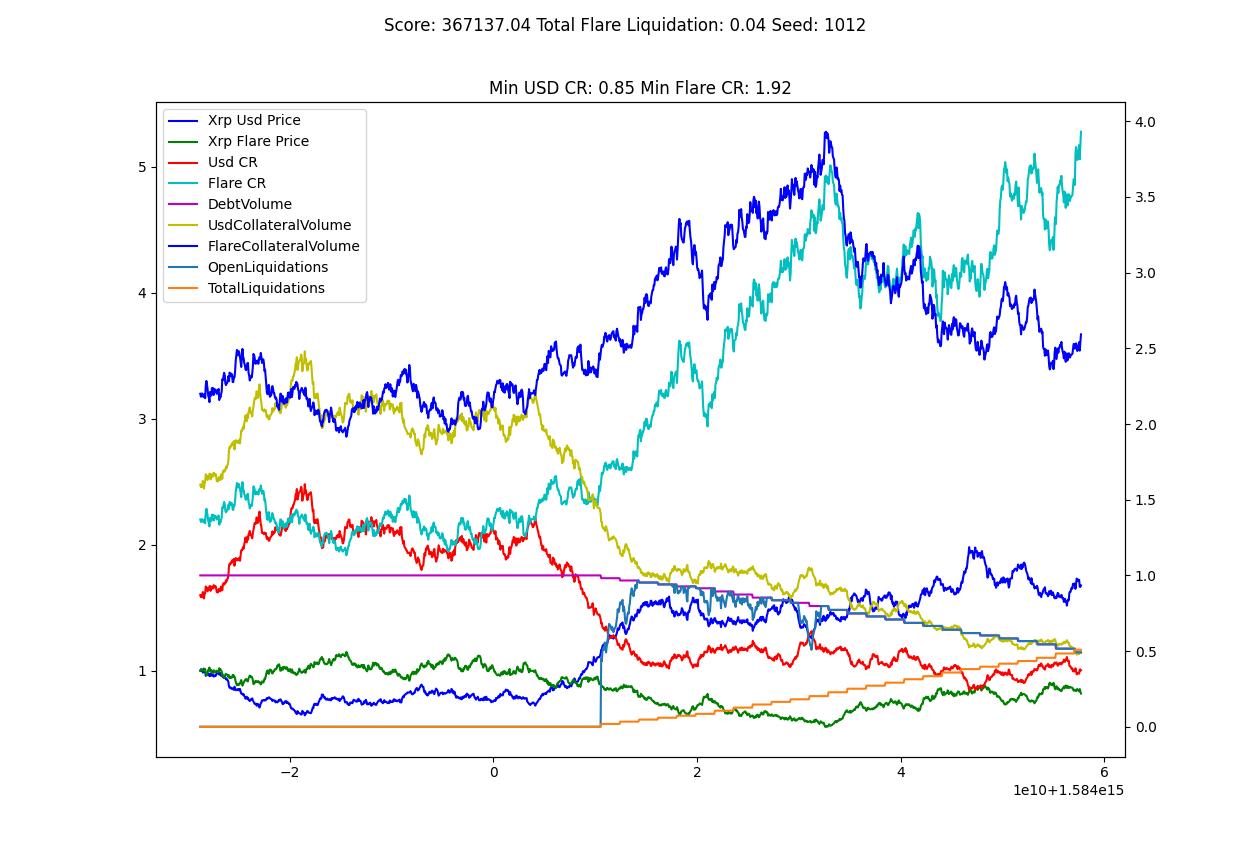 Score: 367137.04 Total Flare Liquidation: 0.04 Seed: 1012
Min USD CR: 0.85 Min Flare CR: 1.92
Xrp Usd Price
Xrp Flare Price
Usd CR
Flare CR
DebtVolume
UsdCollateralVolume
FlareCollateralVolume
OpenLiquidations
TotalLiquidations
5
4
3
2
1
4.0
3.5
3.0
2.5
2.0
1.5
1.0
0.5
0.0
−2 0 2 4 6
1e10+1.584e15